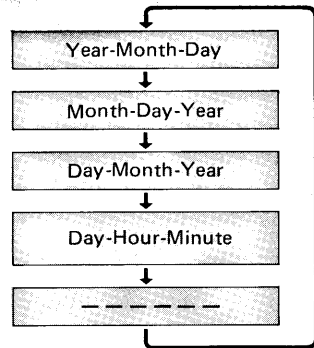 Year-Month-Day
Month-Day-Year
Day-Month-Year
Day-Hour-Minute
— — — — — —